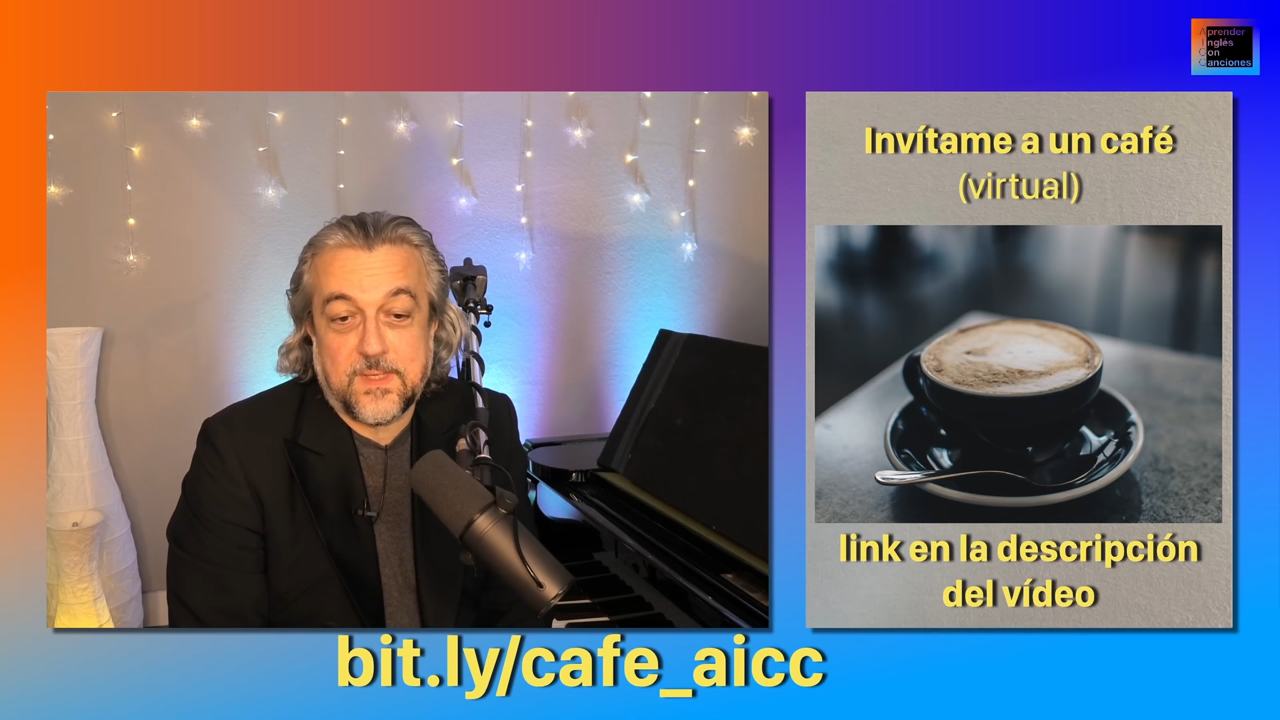 Aprender
Inglés
Con
Canciones
Invítame a un café
(virtual)
link en la descripción
del vídeo
bit.ly/cafe_aicc